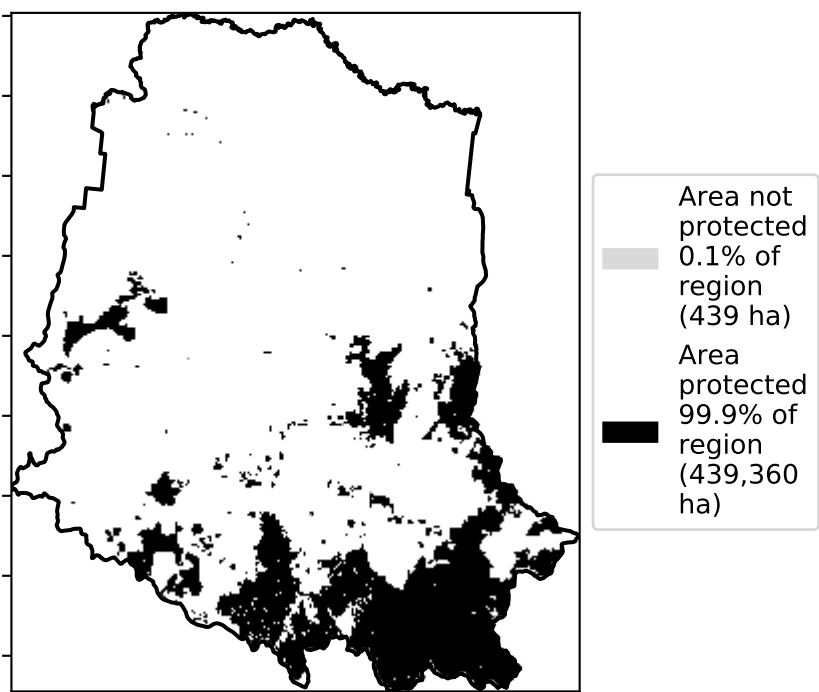 Area not
protected
0.1% of
region
(439 ha)
Area
protected
99.9% of
region
(439,360
ha)